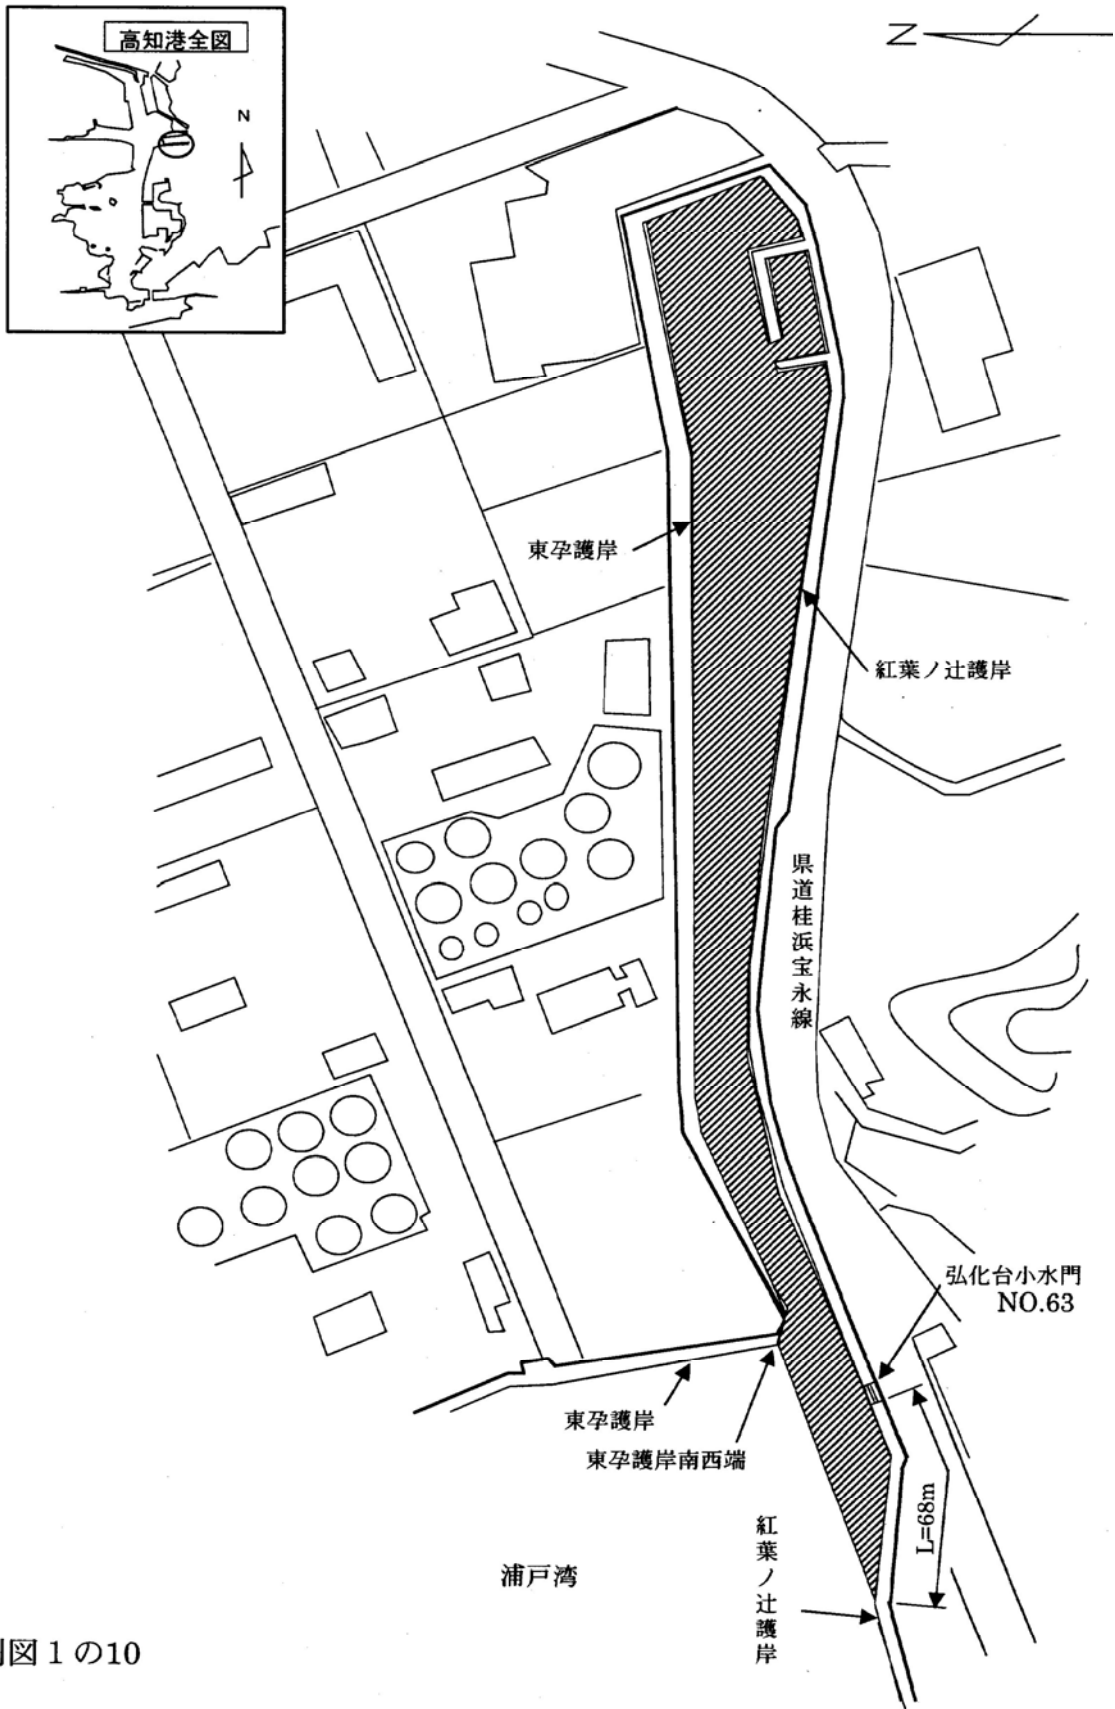 高知港全図
N
N
東孕護岸
紅葉ノ辻護岸
県道桂浜宝永線
弘化台小水門
NO.63
東孕護岸
東孕護岸南西端
L=68m
紅葉ノ辻護岸
浦戸湾
図1の10